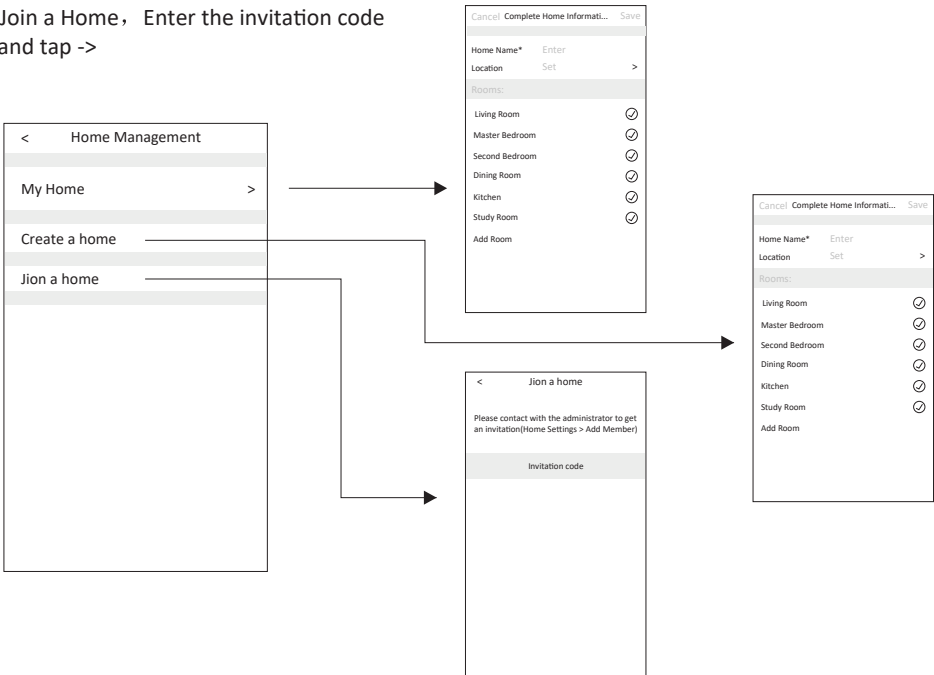 Join a Home，Enter the invitation code
and tap ->
< Home Management
My Home >
Create a home
Jion a home
Cancel Complete Home Informati... Save
Home Name* Enter
Location Set >
Rooms:
Living Room
Master Bedroom
Second Bedroom
Dining Room
Kitchen
Study Room
Add Room
< Jion a home
Please contact with the administrator to get
an invitation(Home Settings > Add Member)
Invitation code
Cancel Complete Home Informati... Save
Home Name* Enter
Location Set >
Rooms:
Living Room
Master Bedroom
Second Bedroom
Dining Room
Kitchen
Study Room
Add Room